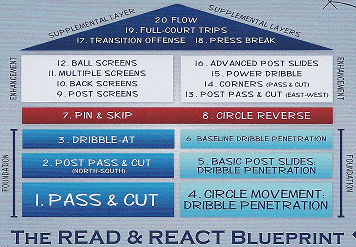 SUPPLEMENTAL LAYER
SUPPLEMENTAL LAYERS
20. FLOW
19. FULL-COURT TRIPS
17. TRANSITION OFFENSE 18. PRESS BREAK
ENHANCEMENT
12. BALL SCREENS
11. MULTIPLE SCREENS
10. BACK SCREENS
9. POST SCREENS
16. ADVANCED POST SLIDES
15. POWER DRIBBLE
14. CORNERS (PASS & CUT)
13. POST PASS & CUT (EAST-WEST)
ENHANCEMENT
7. PIN & SKIP
8. CIRCLE REVERSE
FOUNDATION
3. DRIBBLE-AT
6. BASELINE DRIBBLE PENETRATION
2. POST PASS & CUT
(NORTH-SOUTH)
5. BASIC POST SLIDES:
DRIBBLE PENETRATION
1. PASS & CUT
4. CIRCLE MOVEMENT:
DRIBBLE PENETRATION
FOUNDATION
THE READ & REACT BLUEPRINT